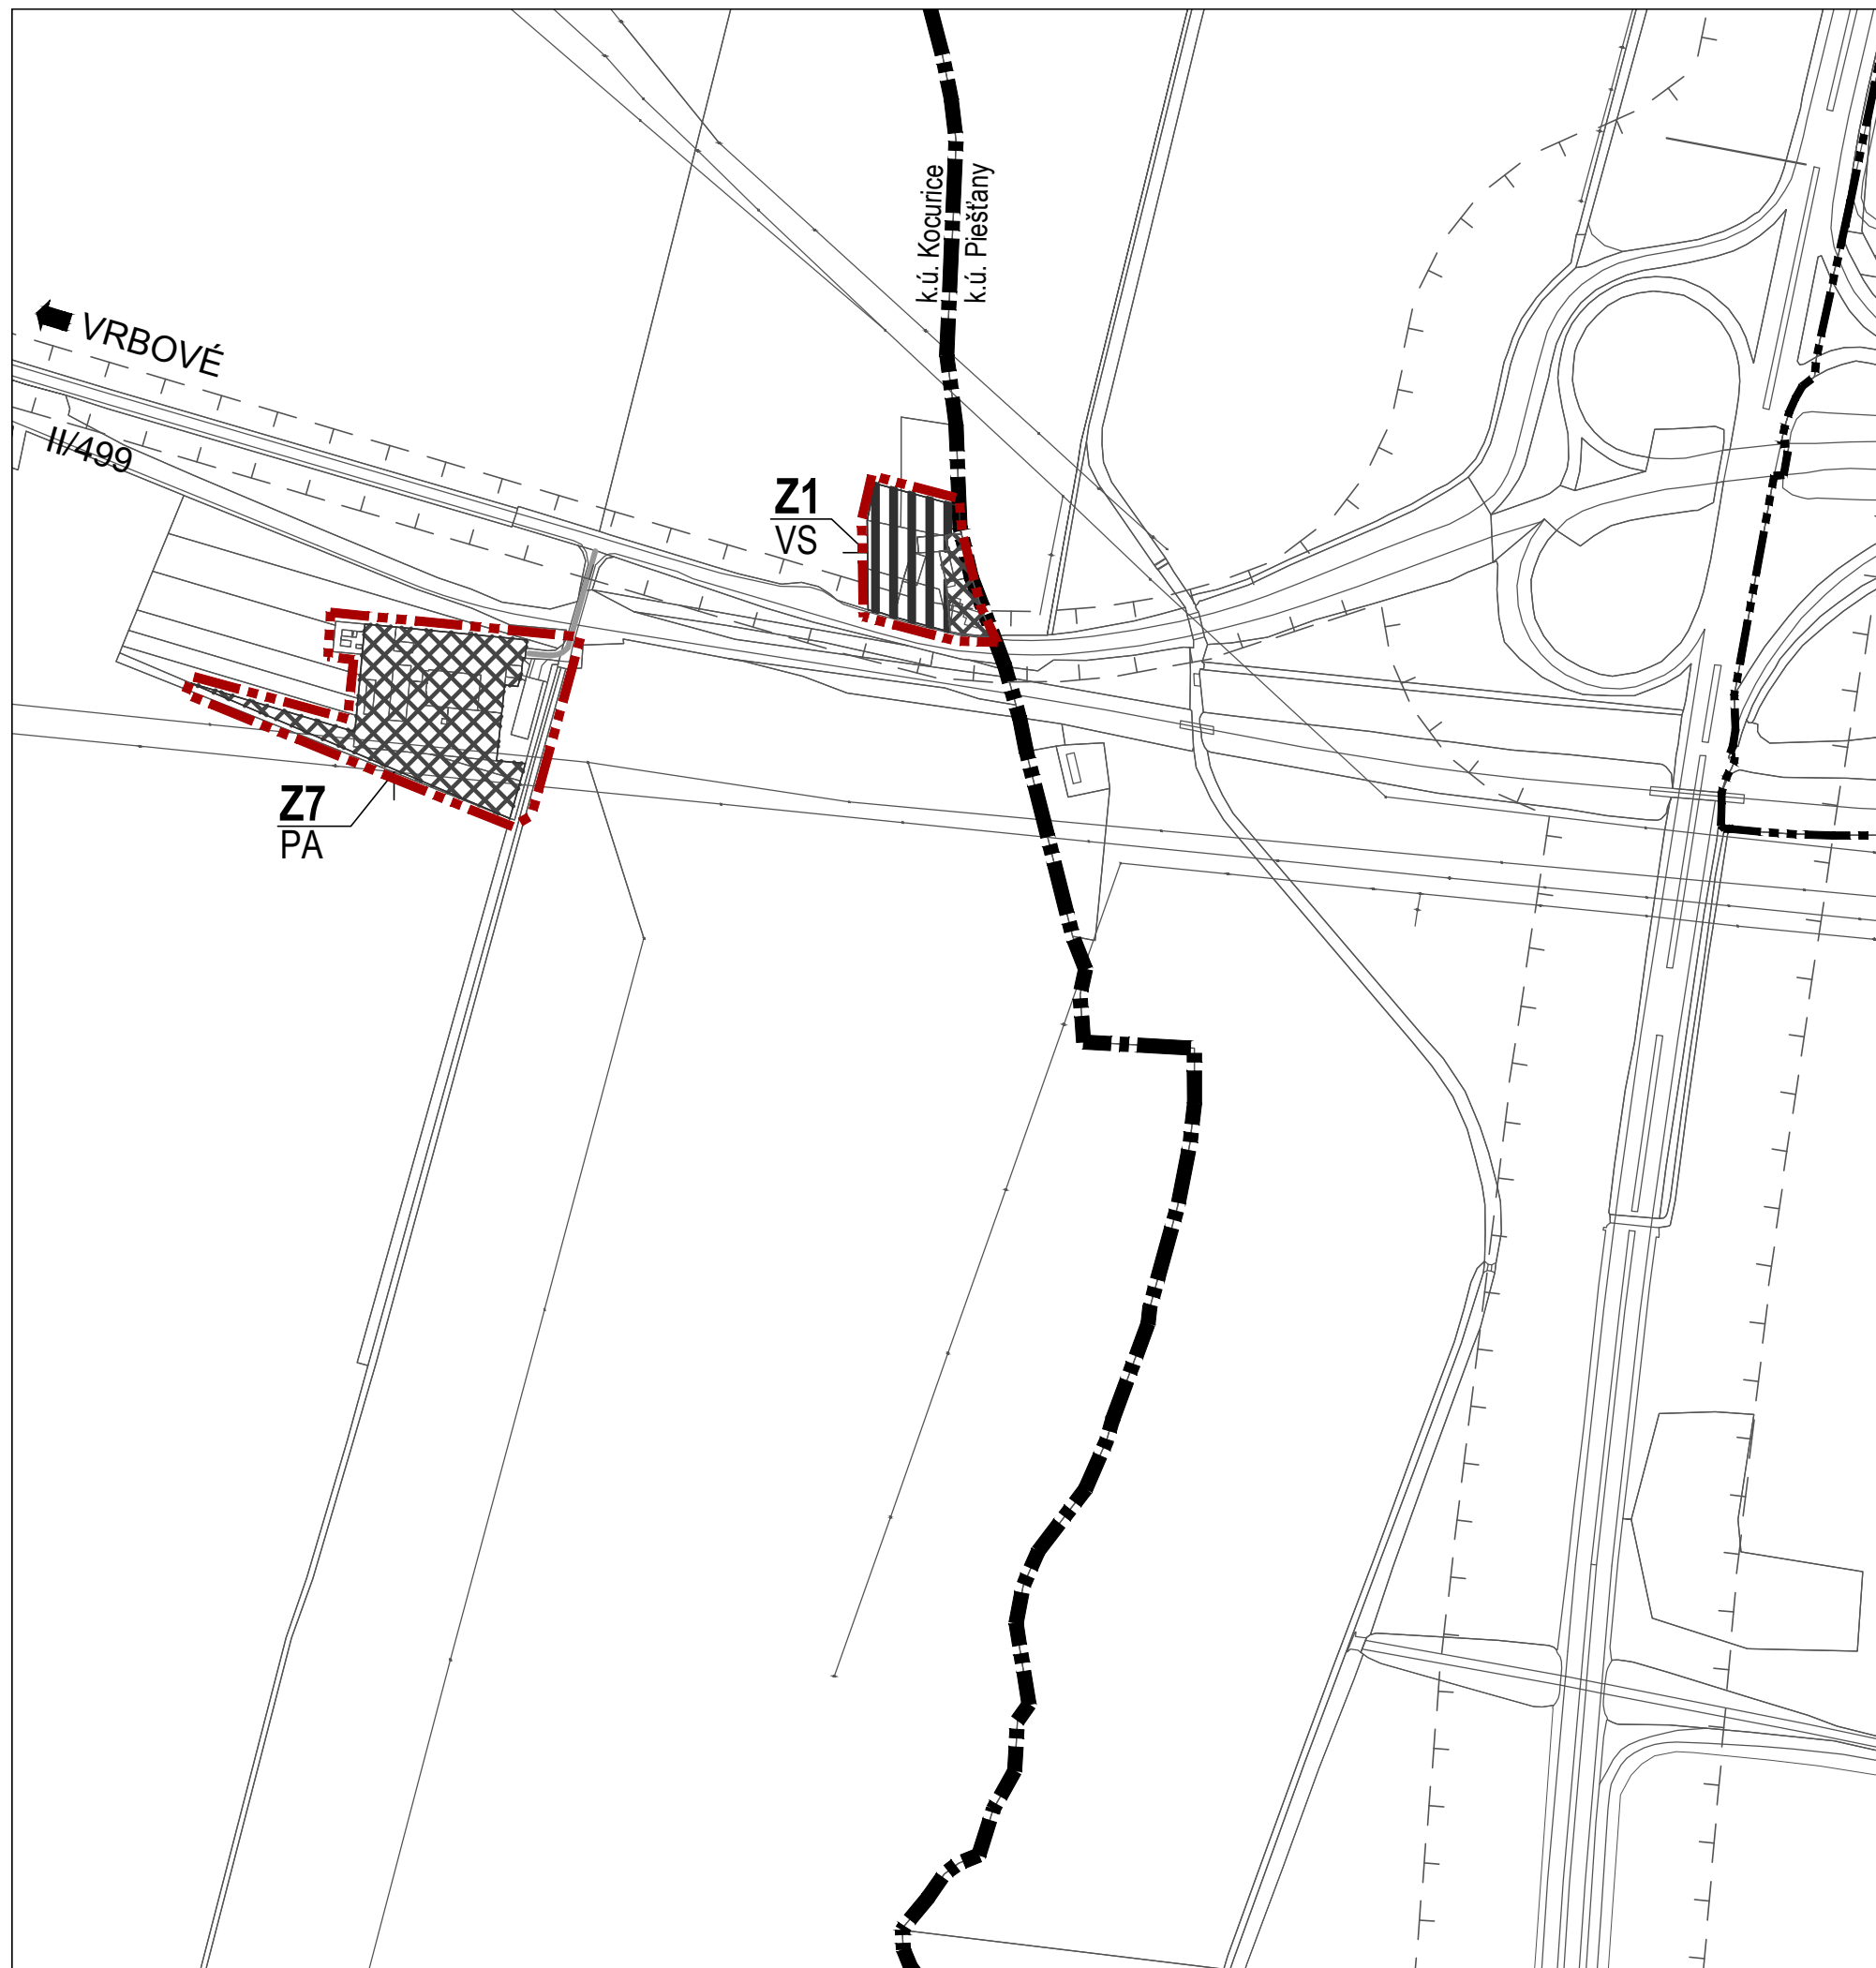 k.ú. Kocurice
k.ú. Piešťany
VRBOVÉ
II/499
Z1
VS
Z7
PA